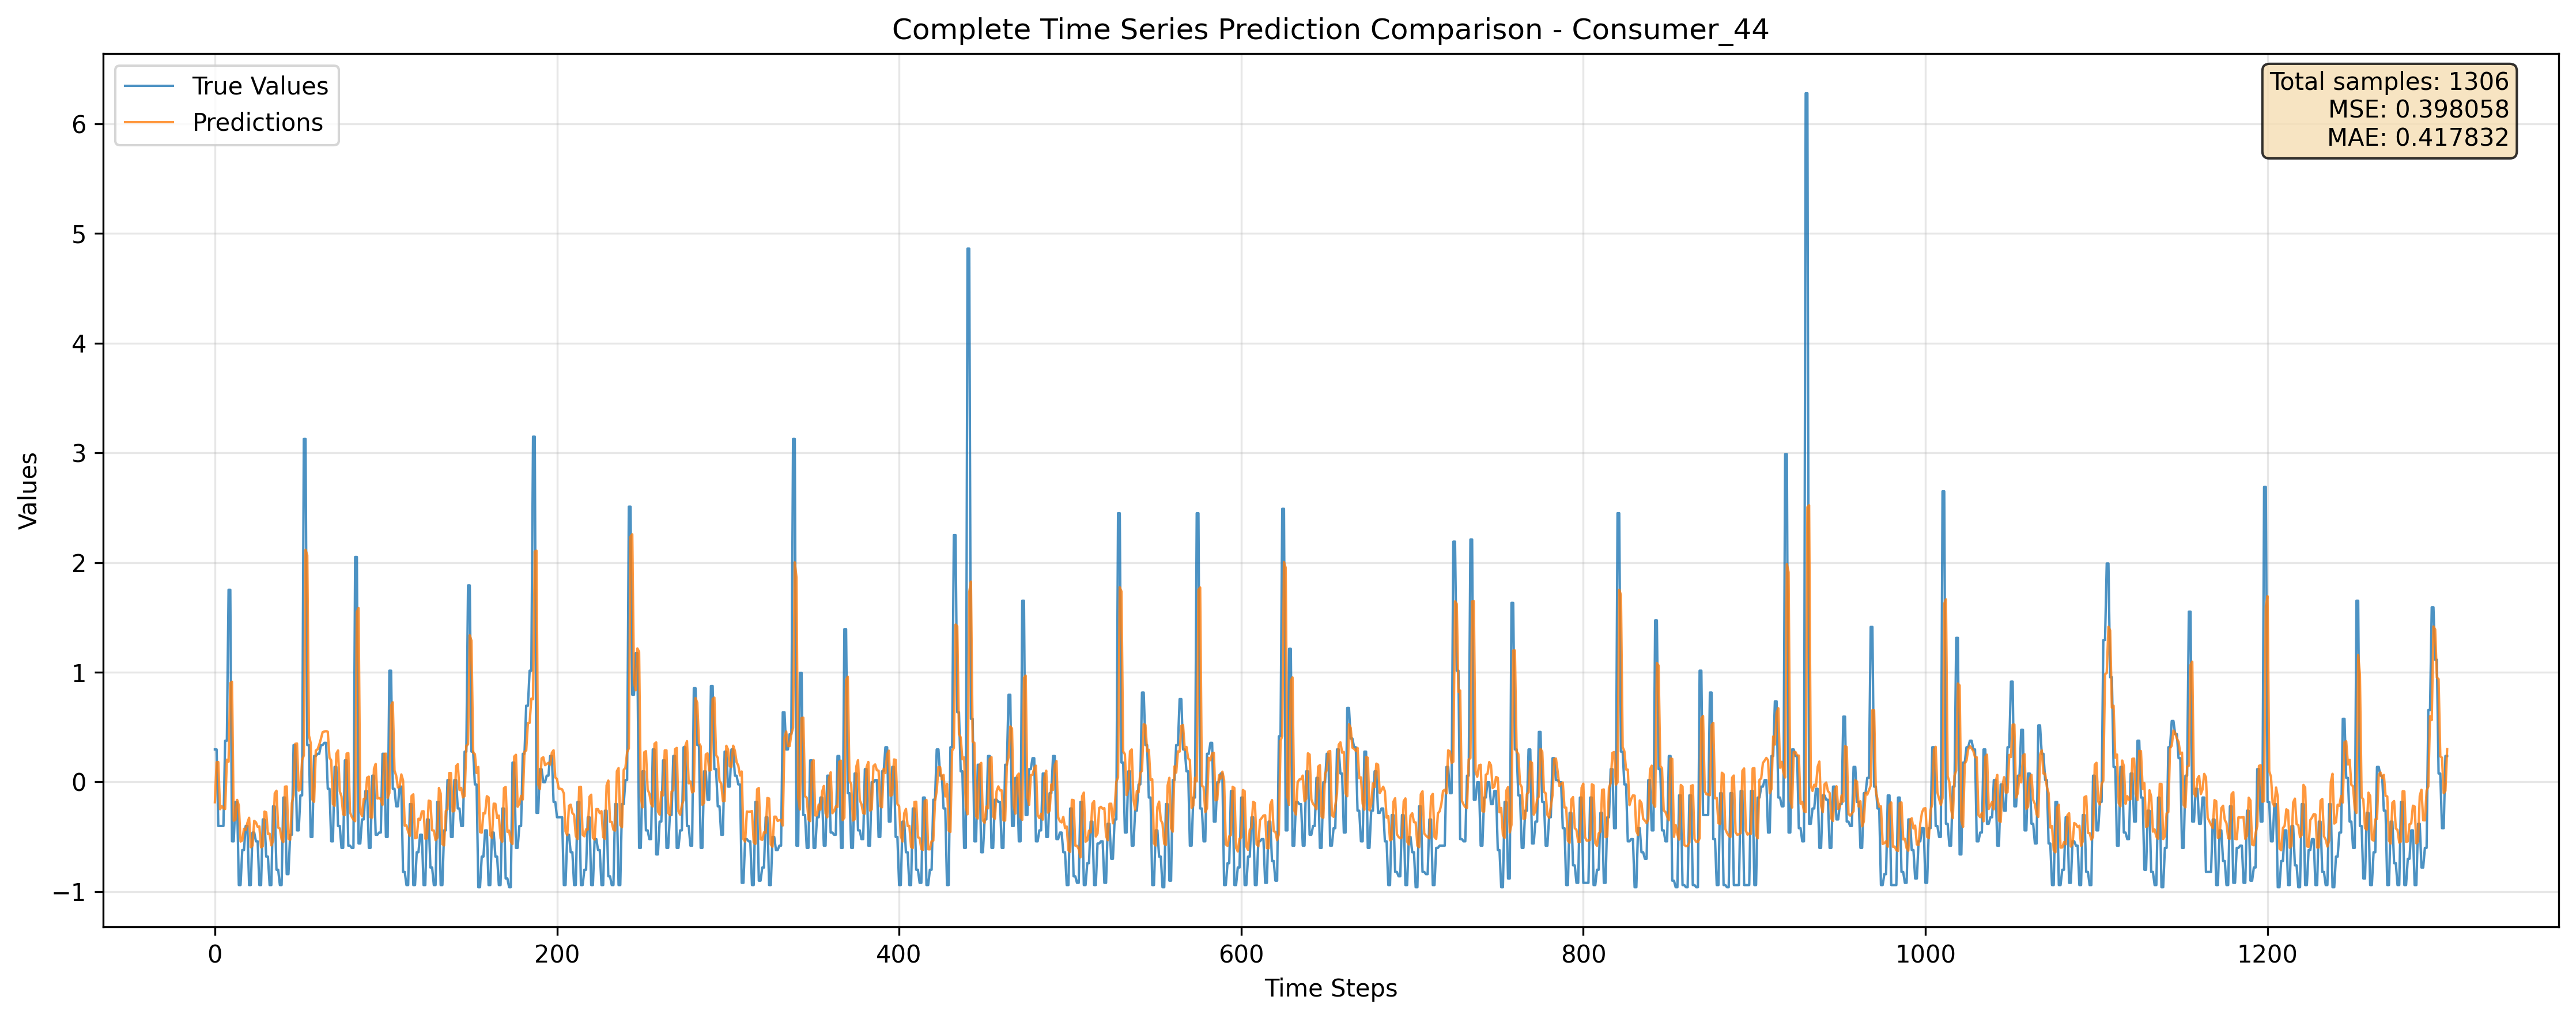 Complete Time Series Prediction Comparison - Consumer_44
True Values
Predictions
Total samples: 1306
MSE: 0.398058
MAE: 0.417832
Values
6
5
4
3
2
1
0
−1
0
200
400
600
800
1000
1200
Time Steps